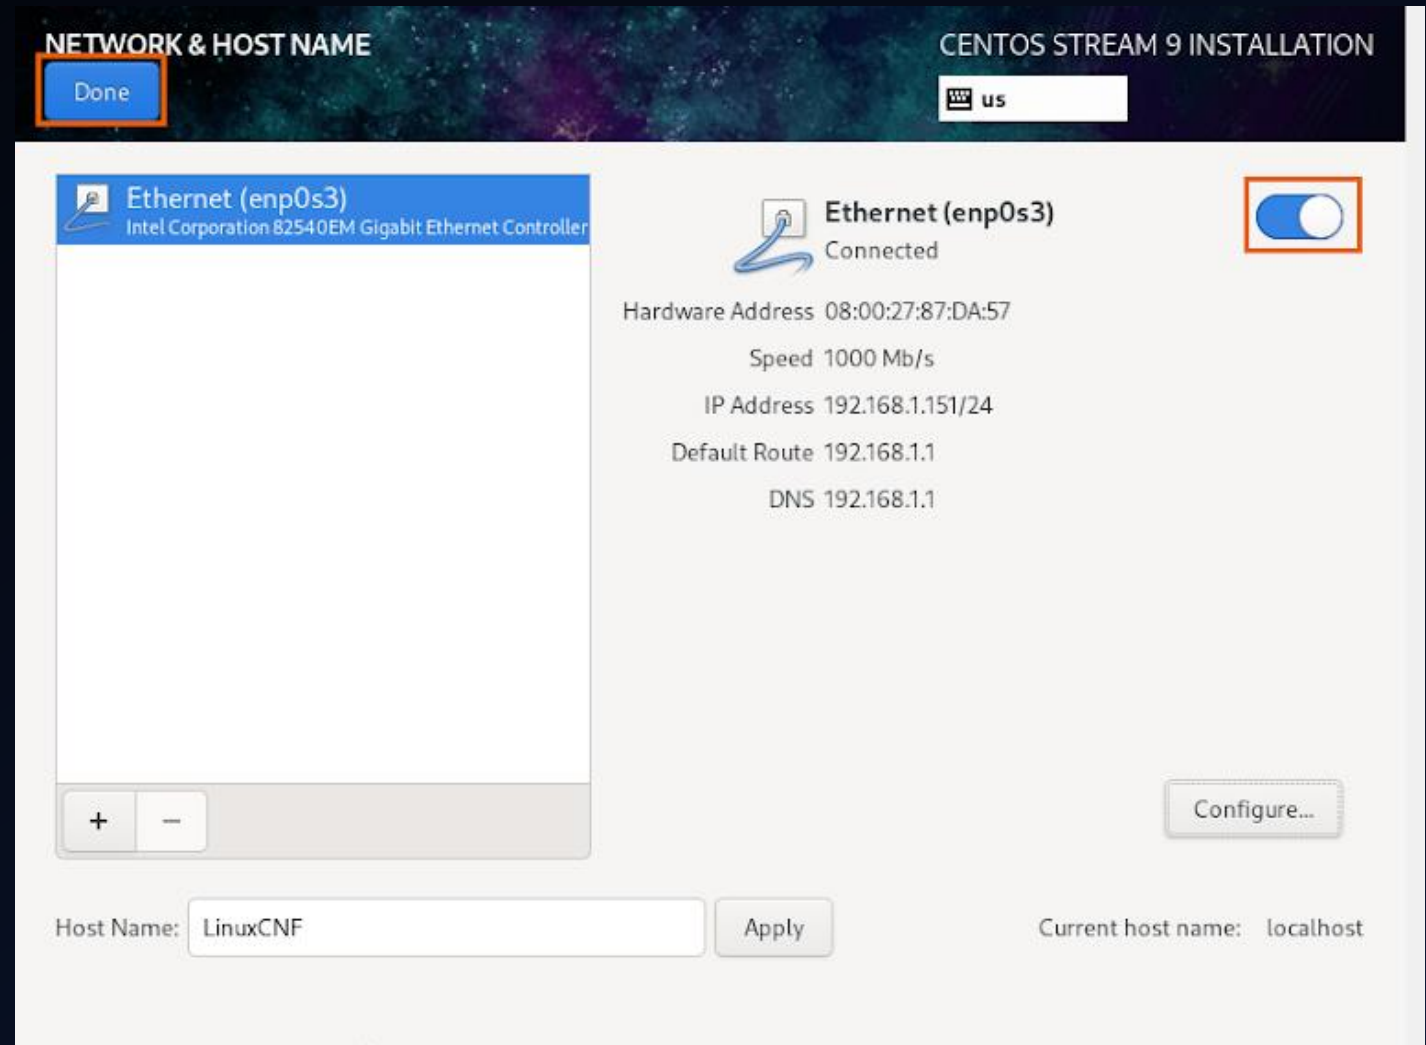 NETWORK & HOST NAME
CENTOS STREAM 9 INSTALLATION
Done
us
Ethernet (enp0s3)
Intel Corporation 82540EM Gigabit Ethernet Controller
Ethernet (enp0s3)
Connected
Hardware Address 08:00:27:87:DA:57
Speed 1000 Mb/s
IP Address 192.168.1.151/24
Default Route 192.168.1.1
DNS 192.168.1.1
+ −
Configure...
Host Name: LinuxCNF Apply Current host name: localhost